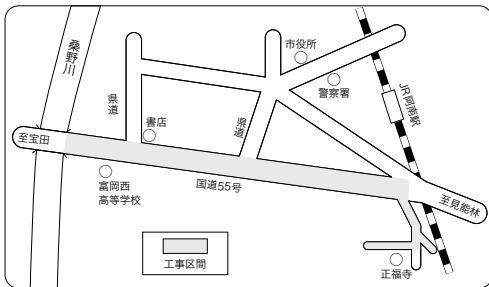 桑野川
市役所
警察署
JR阿南駅
県道
書店
県道
至宝田
富岡西
高等学校
国道55号
至見能林
工事区間
正福寺